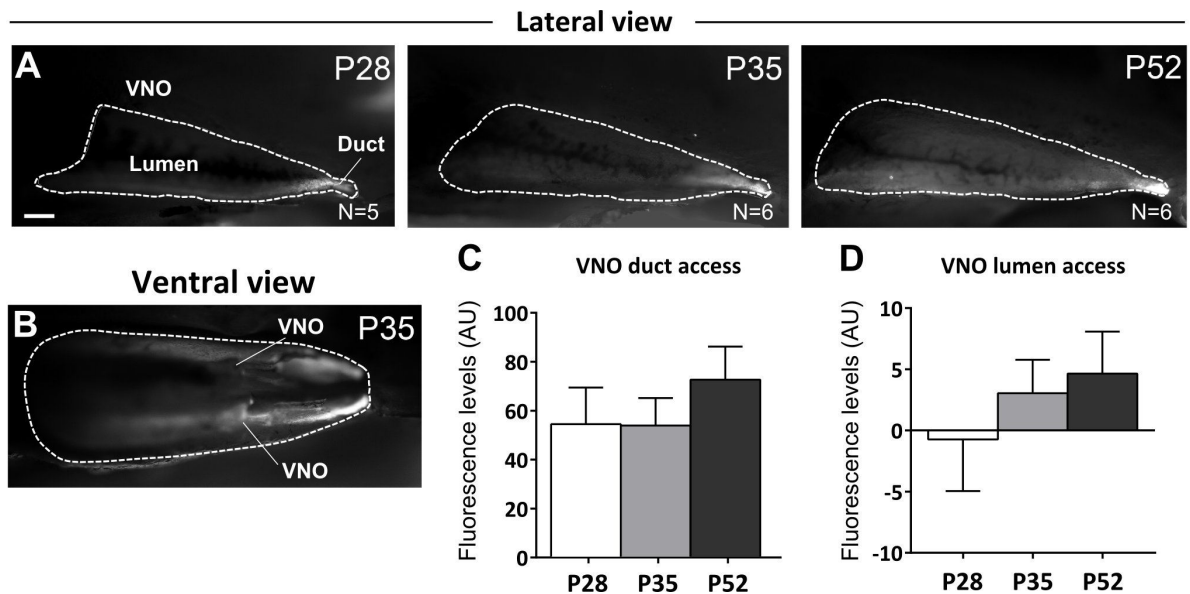 Lateral view
A
P28
VNO
Duct
Lumen
N=5
P35
N=6
P52
N=6
Ventral view
B
P35
VNO
VNO
C
VNO duct access
Fluorescence levels (AU)
100
80
60
40
20
0
P28 P35 P52
D
VNO lumen access
Fluorescence levels (AU)
10
5
0
-5
-10
P28 P35 P52